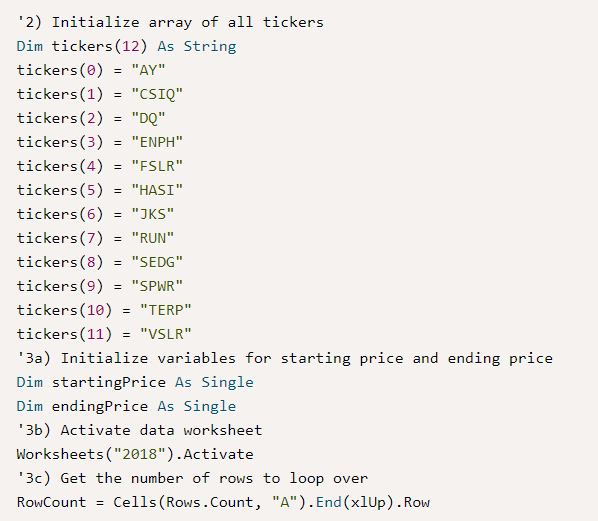 '2) Initialize array of all tickers
Dim tickers(12) As String
tickers(0) = "AY"
tickers(1) = "CSIQ"
tickers(2) = "DQ"
tickers(3) = "ENPH"
tickers(4) = "FSLR"
tickers(5) = "HASI"
tickers(6) = "JKS"
tickers(7) = "RUN"
tickers(8) = "SEDG"
tickers(9) = "SPWR"
tickers(10) = "TERP"
tickers(11) = "VSLR"
'3a) Initialize variables for starting price and ending price
Dim startingPrice As Single
Dim endingPrice As Single
'3b) Activate data worksheet
Worksheets("2018").Activate
'3c) Get the number of rows to loop over
RowCount = Cells(Rows.Count, "A").End(xlUp).Row